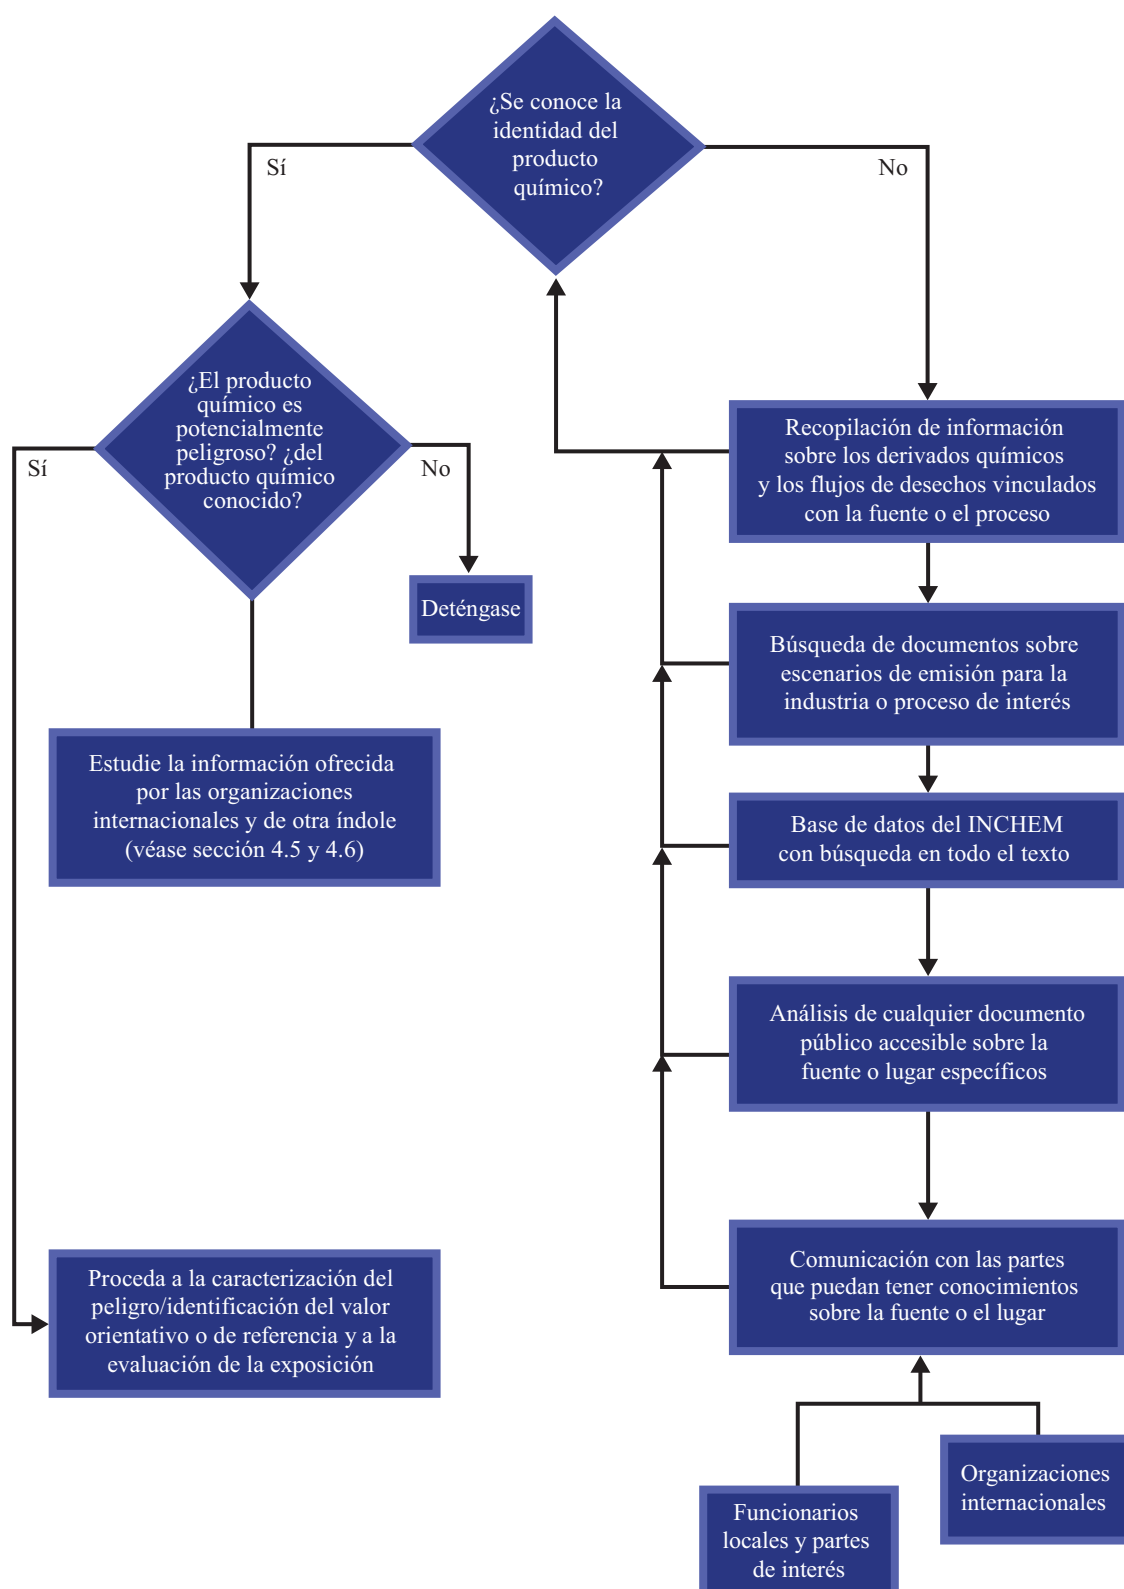 ¿Se conoce la
identidad del
producto
químico?
Sí
No
¿El producto
químico es
potencialmente
peligroso? ¿del
producto químico
conocido?
Sí
No
Deténgase
Estudie la información ofrecida
por las organizaciones
internacionales y de otra índole
(véase sección 4.5 y 4.6)
Proceda a la caracterización del
peligro/identificación del valor
orientativo o de referencia y a la
evaluación de la exposición
Recopilación de información
sobre los derivados químicos
y los flujos de desechos vinculados
con la fuente o el proceso
Búsqueda de documentos sobre
escenarios de emisión para la
industria o proceso de interés
Base de datos del INCHEM
con búsqueda en todo el texto
Análisis de cualquier documento
público accesible sobre la
fuente o lugar específicos
Comunicación con las partes
que puedan tener conocimientos
sobre la fuente o el lugar
Funcionarios
locales y partes
de interés
Organizaciones
internacionales